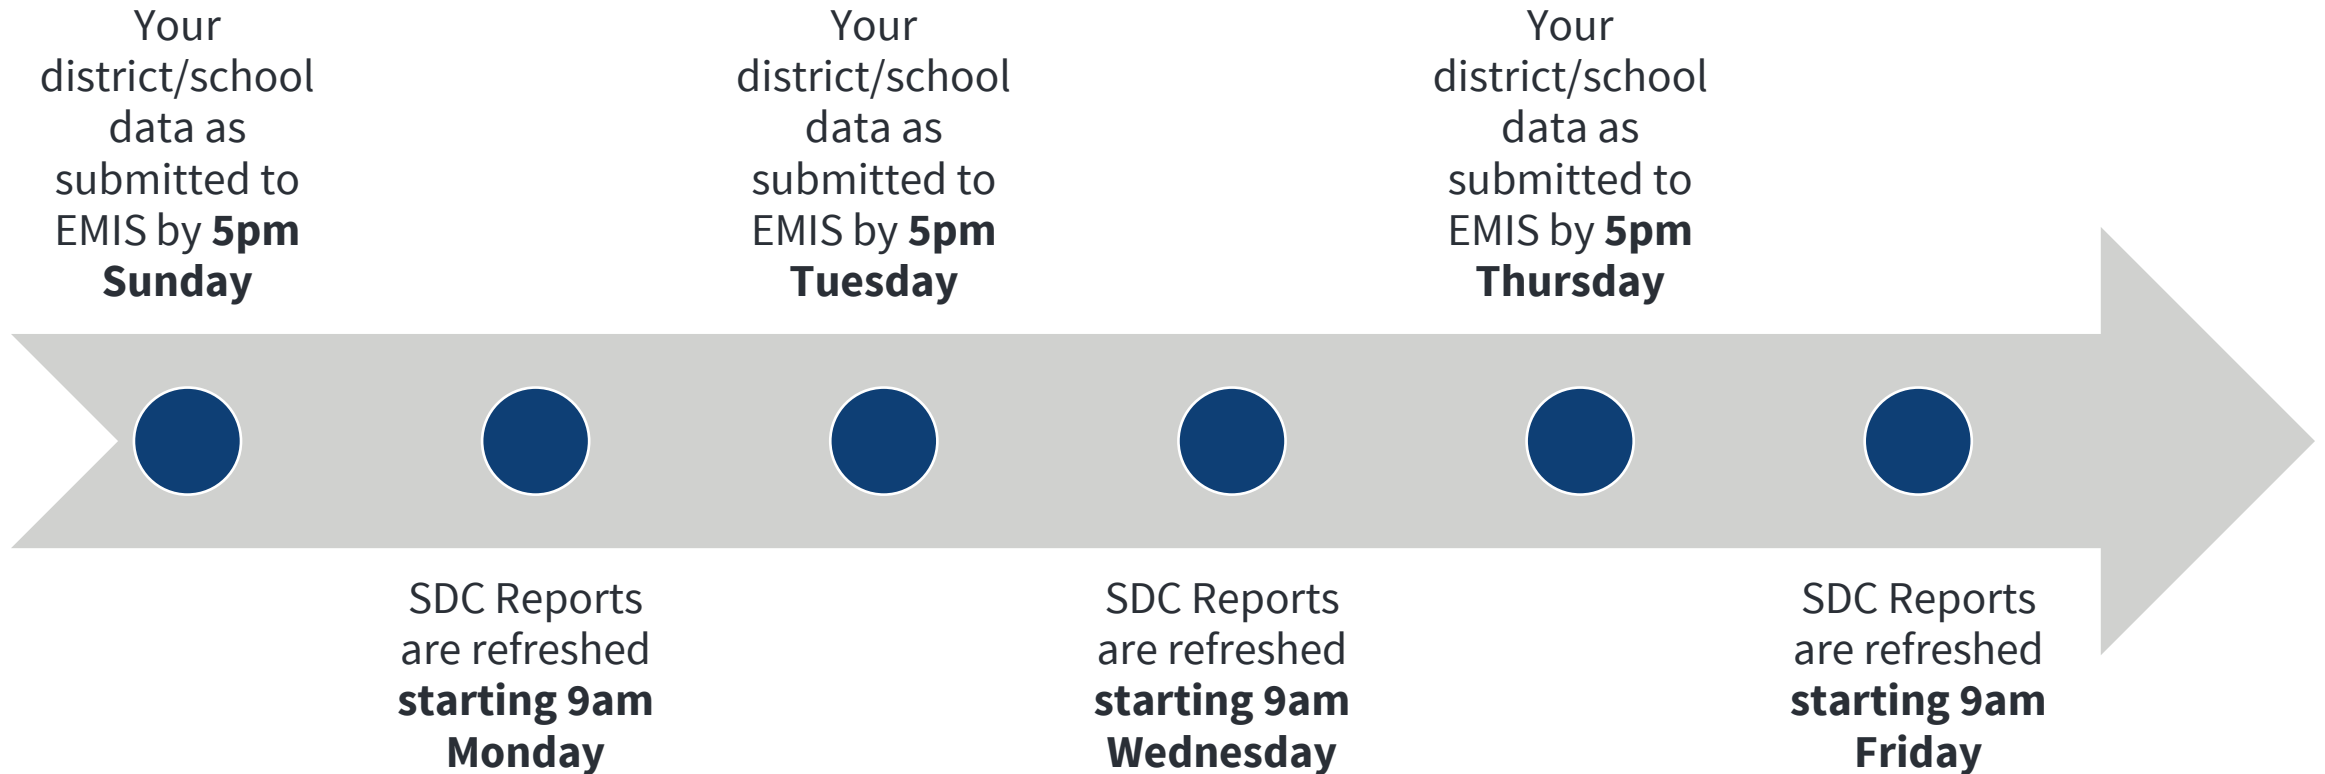 Your
district/school
data as
submitted to
EMIS by 5pm
Sunday
Your
district/school
data as
submitted to
EMIS by 5pm
Tuesday
Your
district/school
data as
submitted to
EMIS by 5pm
Thursday
SDC Reports
are refreshed
starting 9am
Monday
SDC Reports
are refreshed
starting 9am
Wednesday
SDC Reports
are refreshed
starting 9am
Friday